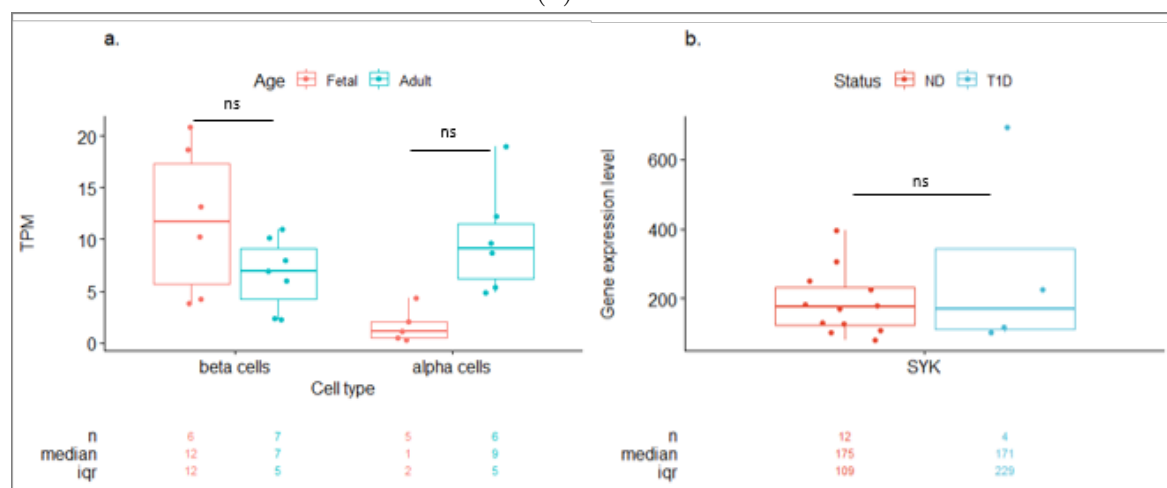 a.
Age Fetal Adult
ns
ns
TPM
20
15
10
5
0
beta cells alpha cells
Cell type
n 6 7 5 6
median 12 7 1 9
iqr 12 5 2 5
b.
Status ND T1D
ns
Gene expression level
600
400
200
SYK
12 4
175 171
109 229